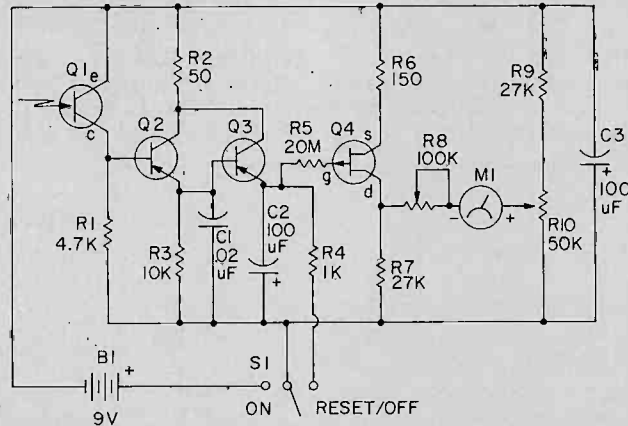 Q1
e
c
R2
50
Q2
Q3
R5
20M
Q4
s
g
d
R6
150
R8
100K
M1
-
+
R9
27K
C3
+
100
uF
R1
4.7K
R3
10K
C1
.02
uF
C2
100
uF
+
R4
1K
R7
27K
R10
50K
B1
+
9V
S1
ON
RESET/OFF